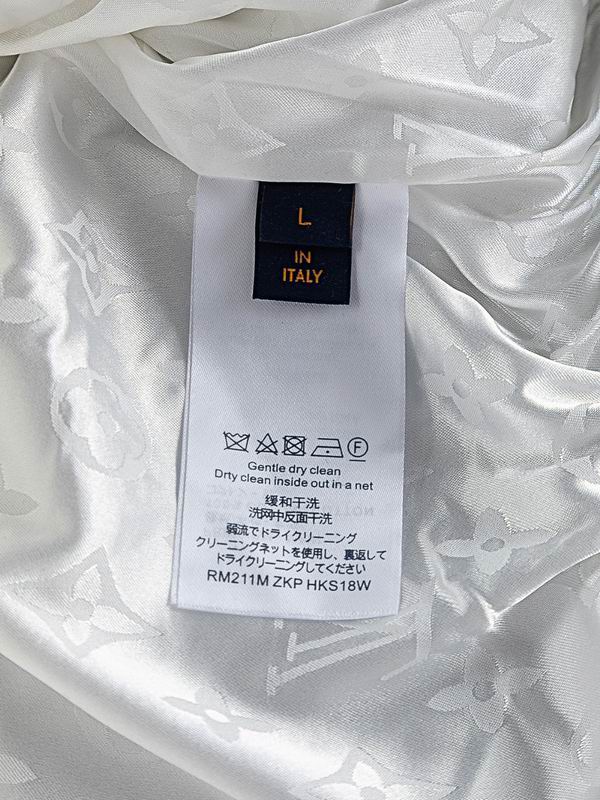 L
IN
ITALY
F
Gentle dry clean
Drty clean inside out in a net
缓和干洗
洗网中反面干洗
弱流でドライクリーニング
クリーニングネットを使用し、裏返して
ドライクリーニングしてください
RM211M ZKP HKS18W
LV